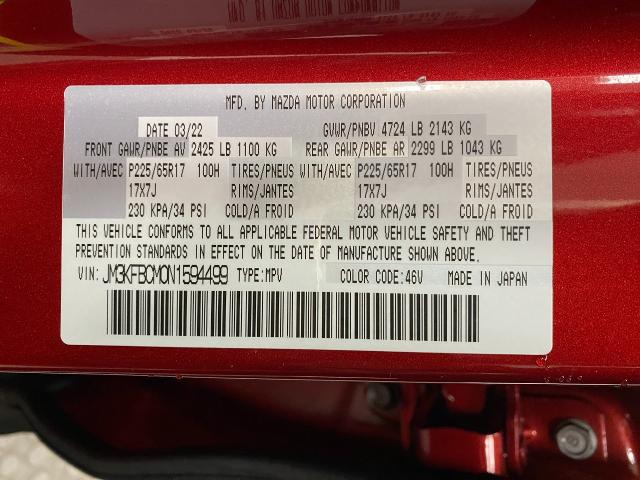 MFD. BY MAZDA MOTOR CORPORATION
DATE 03/22 GVWR/PNBV 4724 LB 2143 KG
FRONT GAWR/PNBE AV 2425 LB 1100 KG REAR GAWR/PNBE AR 2299 LB 1043 KG
WITH/AVEC P225/65R17 100H TIRES/PNEUS WITH/AVEC P225/65R17 100H TIRES/PNEUS
17X7J RIMS/JANTES 17X7J RIMS/JANTES
230 KPA/34 PSI COLD/A FROID 230 KPA/34 PSI COLD/A FROID
THIS VEHICLE CONFORMS TO ALL APPLICABLE FEDERAL MOTOR VEHICLE SAFETY AND THEFT
PREVENTION STANDARDS IN EFFECT ON THE DATE OF MANUFACTURE SHOWN ABOVE.
VIN: JM3KFBCM0N1594499 TYPE: MPV COLOR CODE: 46V MADE IN JAPAN